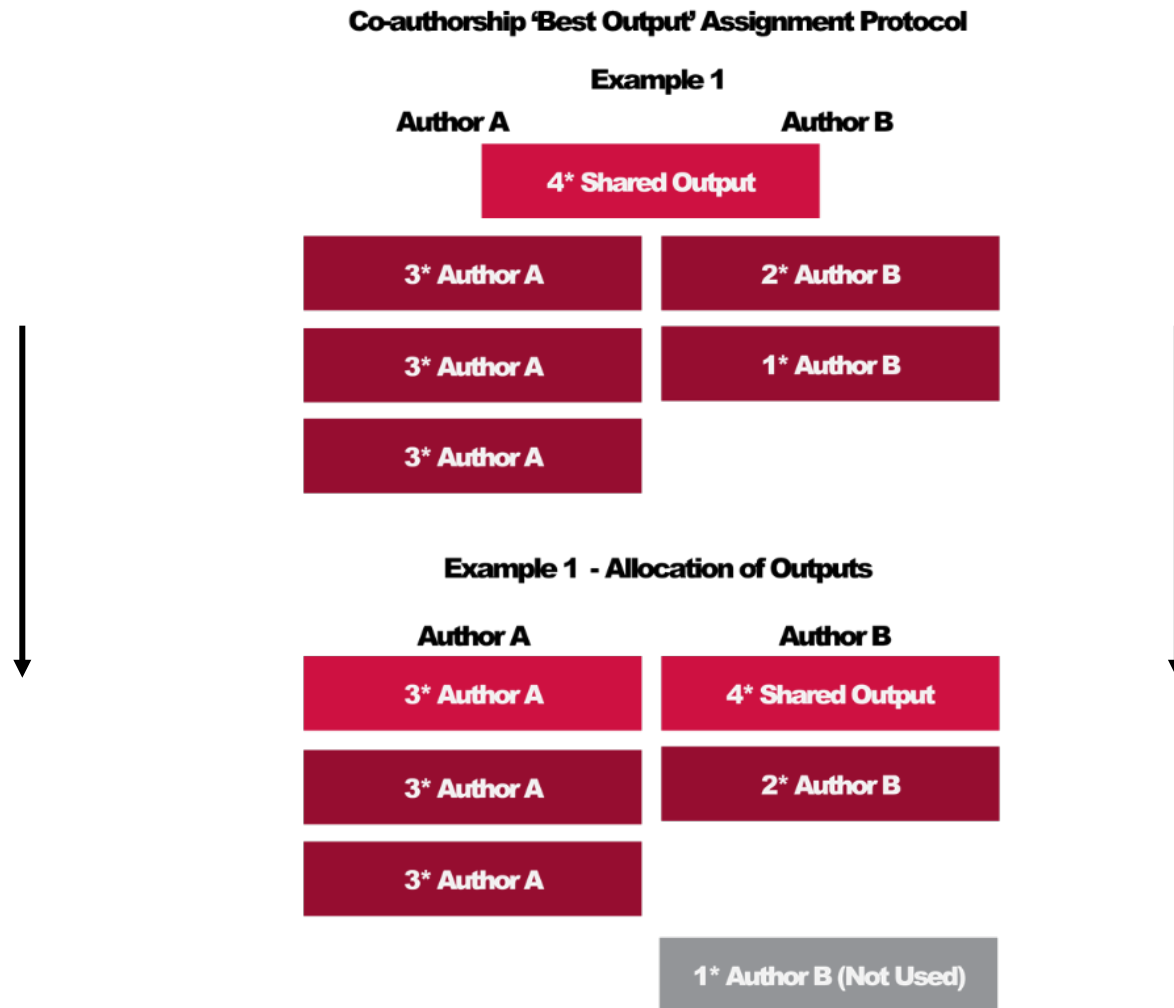 Co-authorship ‘Best Output’ Assignment Protocol
Example 1
Author A
Author B
4* Shared Output
3* Author A
2* Author B
3* Author A
1* Author B
3* Author A
Example 1 - Allocation of Outputs
Author A
Author B
3* Author A
4* Shared Output
3* Author A
2* Author B
3* Author A
1* Author B (Not Used)